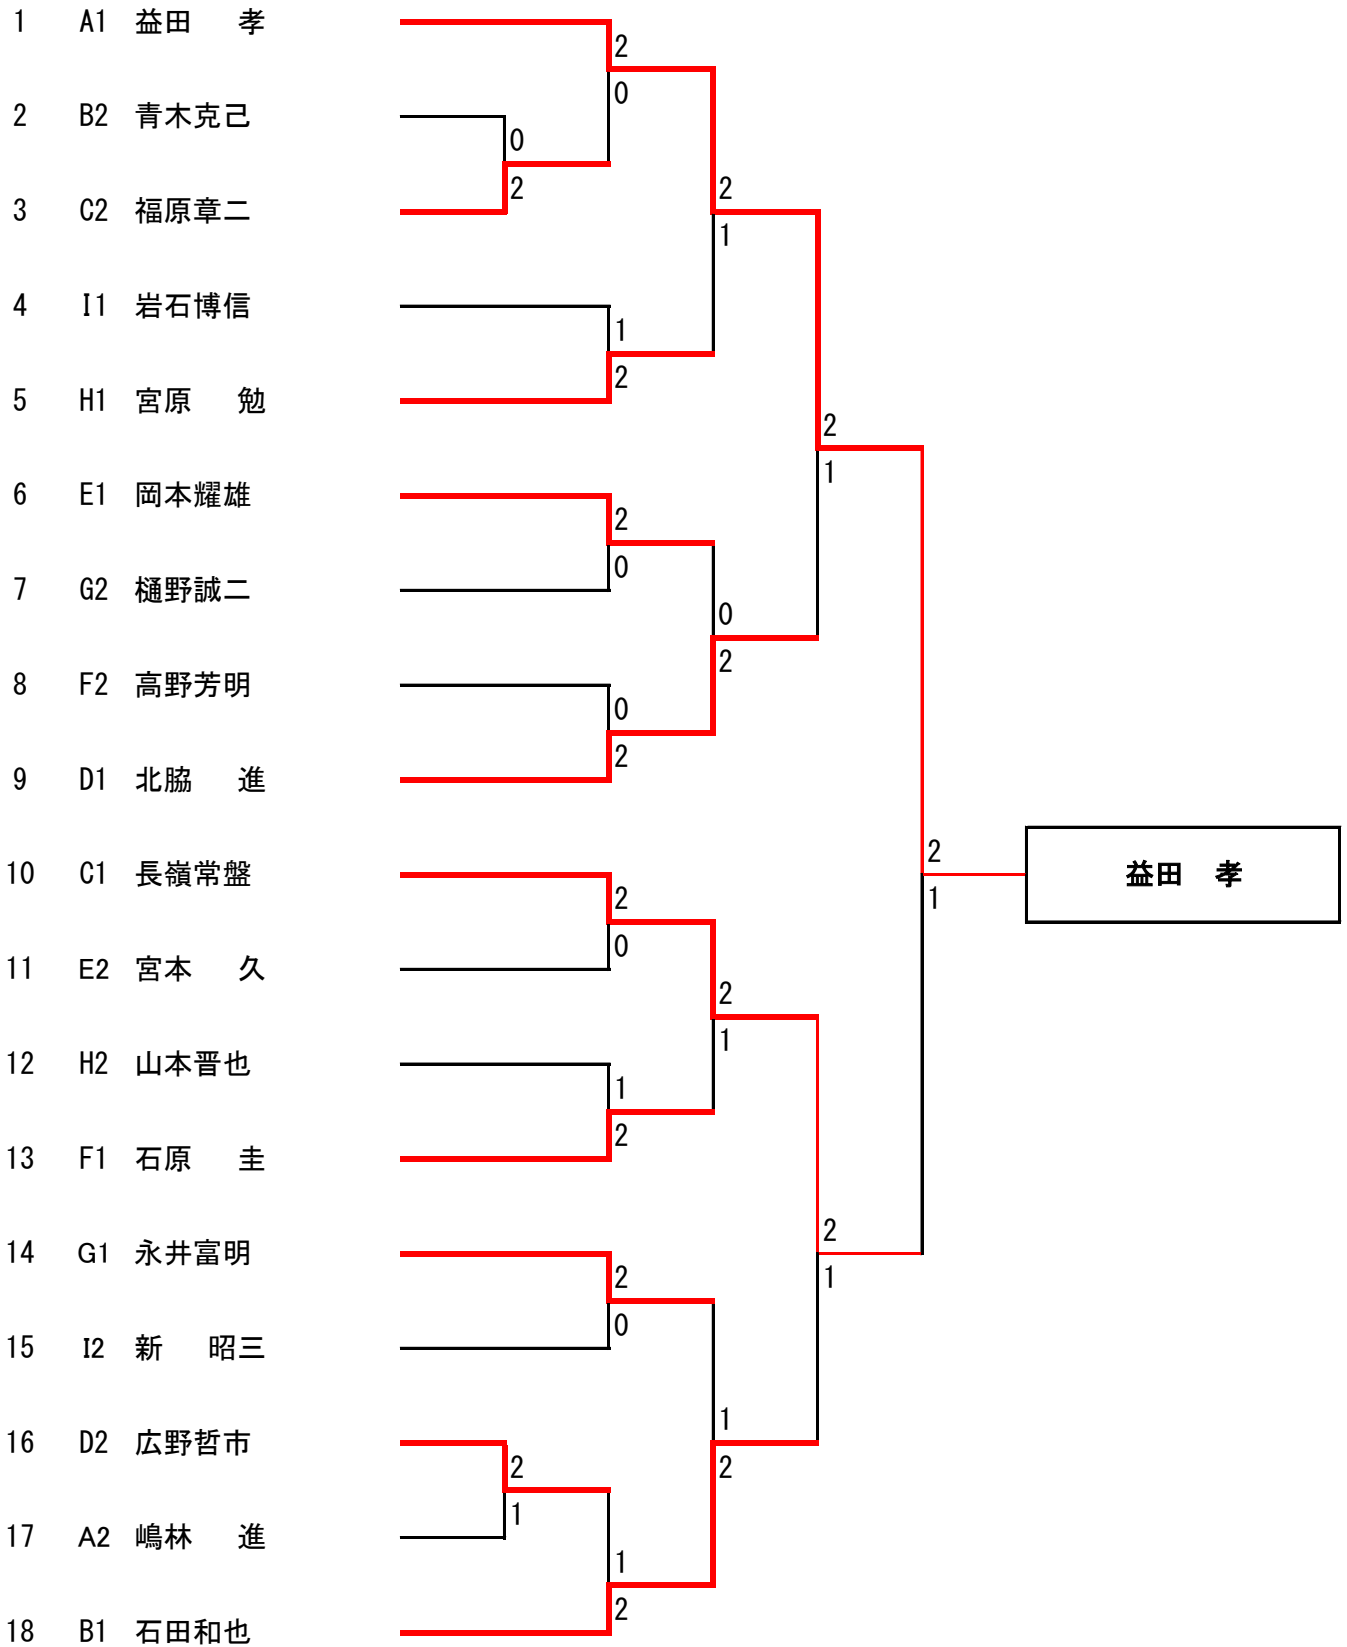 1 A1 益田　孝
2
0
2 B2 青木克己
0
2
3 C2 福原章二
2
1
4 I1 岩石博信
1
2
5 H1 宮原　勉
2
1
6 E1 岡本耀雄
2
0
7 G2 樋野誠二
0
2
8 F2 高野芳明
0
2
9 D1 北脇　進
2
益田　孝
1
10 C1 長嶺常盤
2
0
11 E2 宮本　久
2
1
12 H2 山本晋也
1
2
13 F1 石原　圭
2
1
14 G1 永井富明
2
0
15 I2 新　昭三
1
2
16 D2 広野哲市
2
1
17 A2 嶋林　進
1
2
18 B1 石田和也